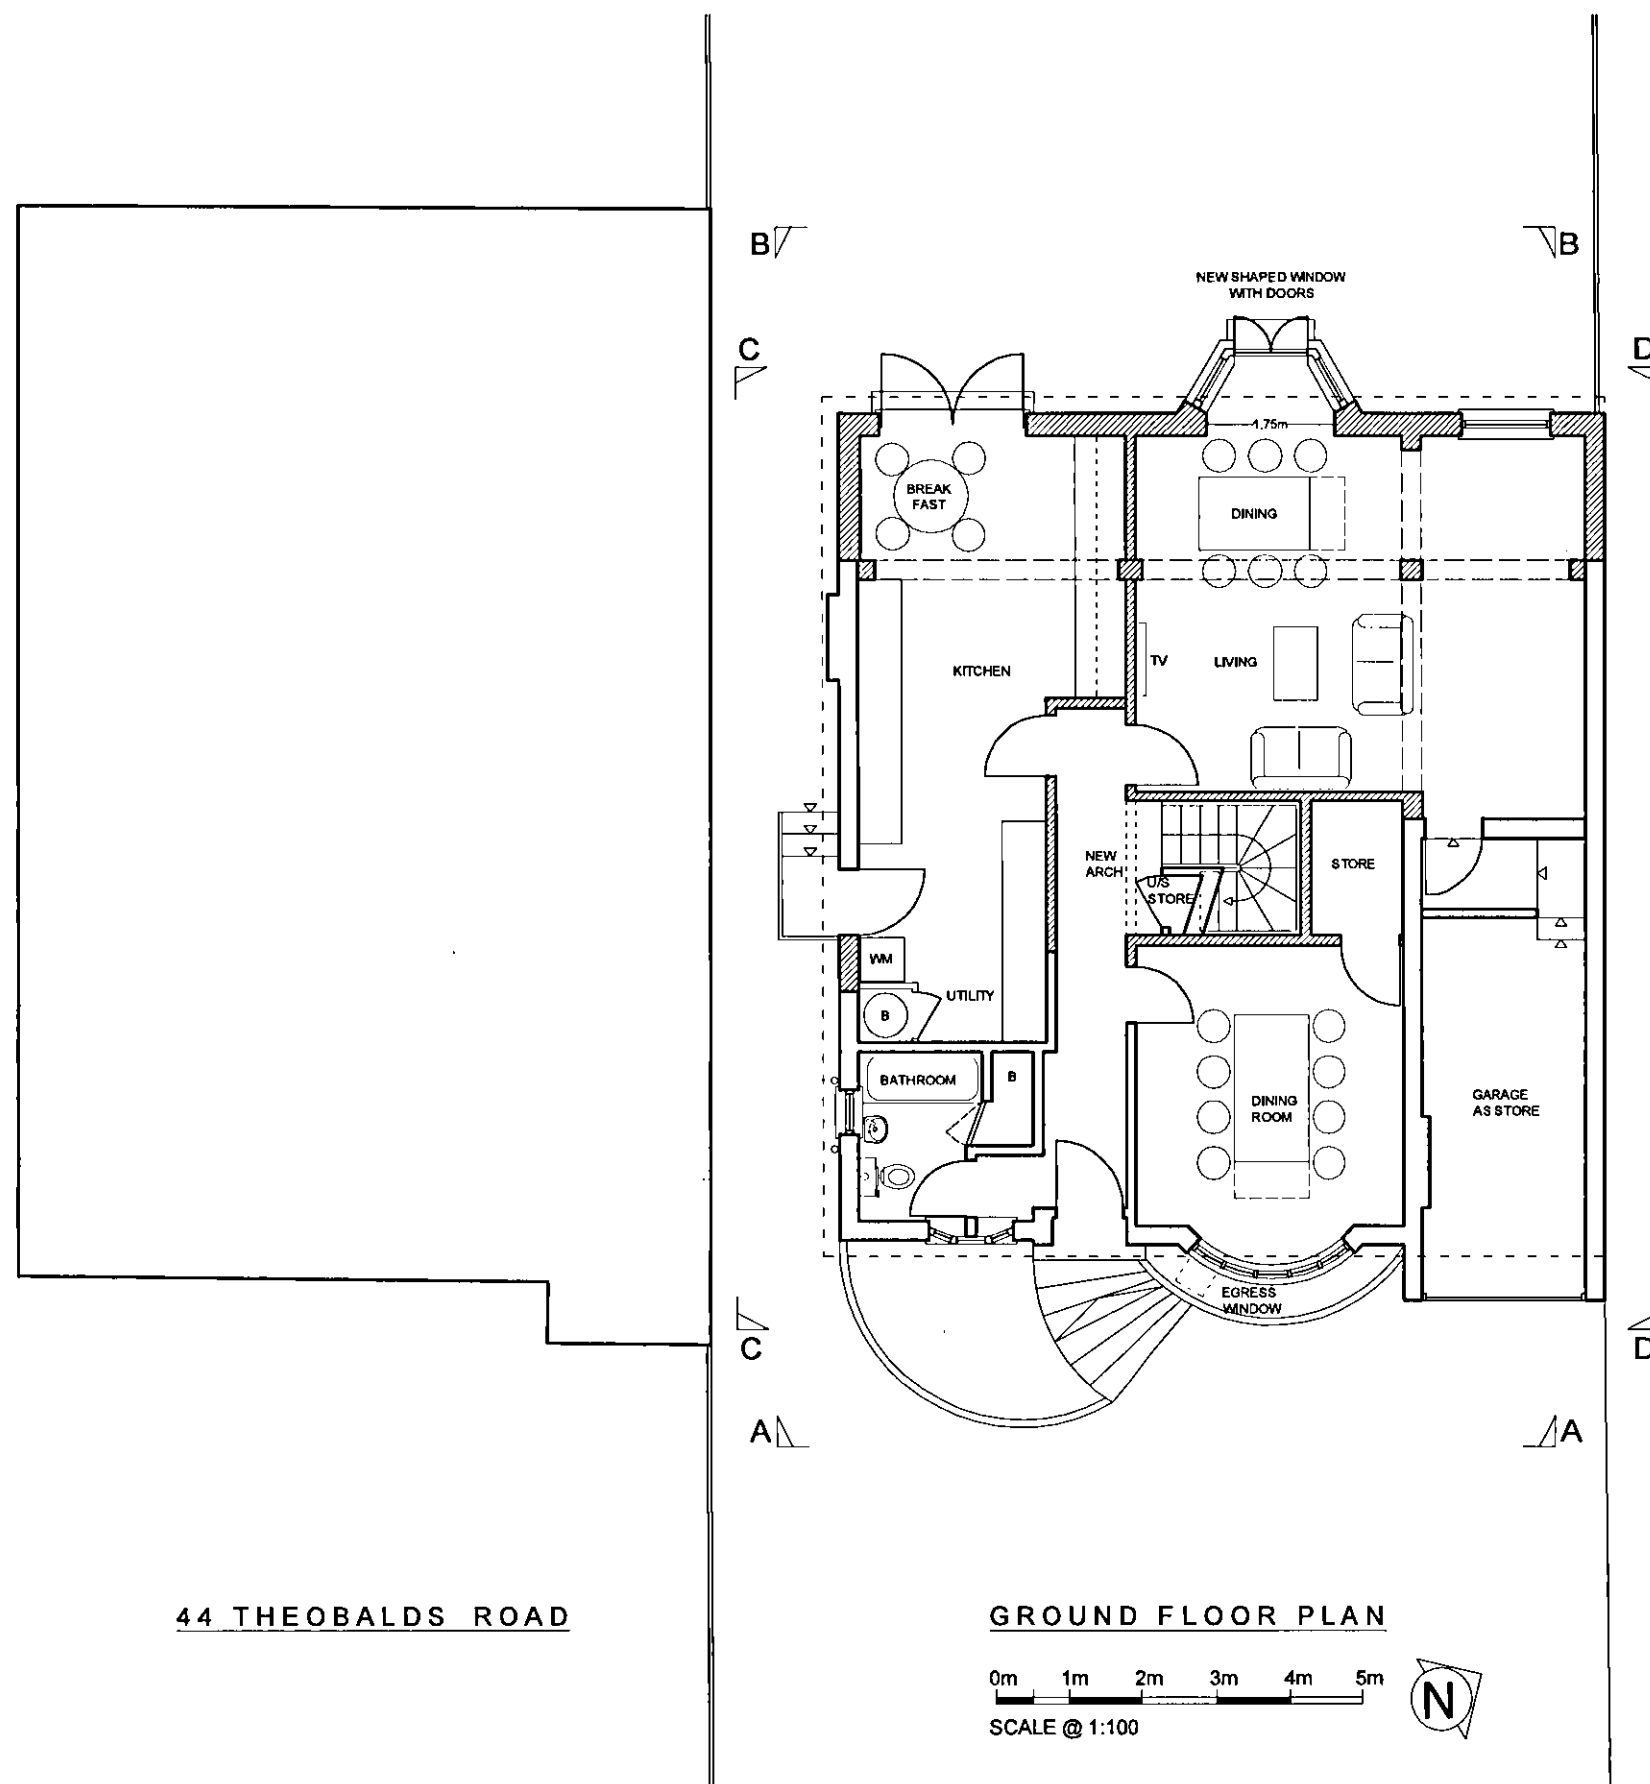 B
B
NEW SHAPED WINDOW
WITH DOORS
C
D
1.75m
BREAK
FAST
DINING
KITCHEN
TV
LIVING
NEW
ARCH
U/S
STORE
STORE
WM
UTILITY
B
BATHROOM
B
DINING
ROOM
GARAGE
AS STORE
EGRESS
WINDOW
C
D
A
A
44 THEOBALDS ROAD
GROUND FLOOR PLAN
0m 1m 2m 3m 4m 5m
SCALE @ 1:100
N